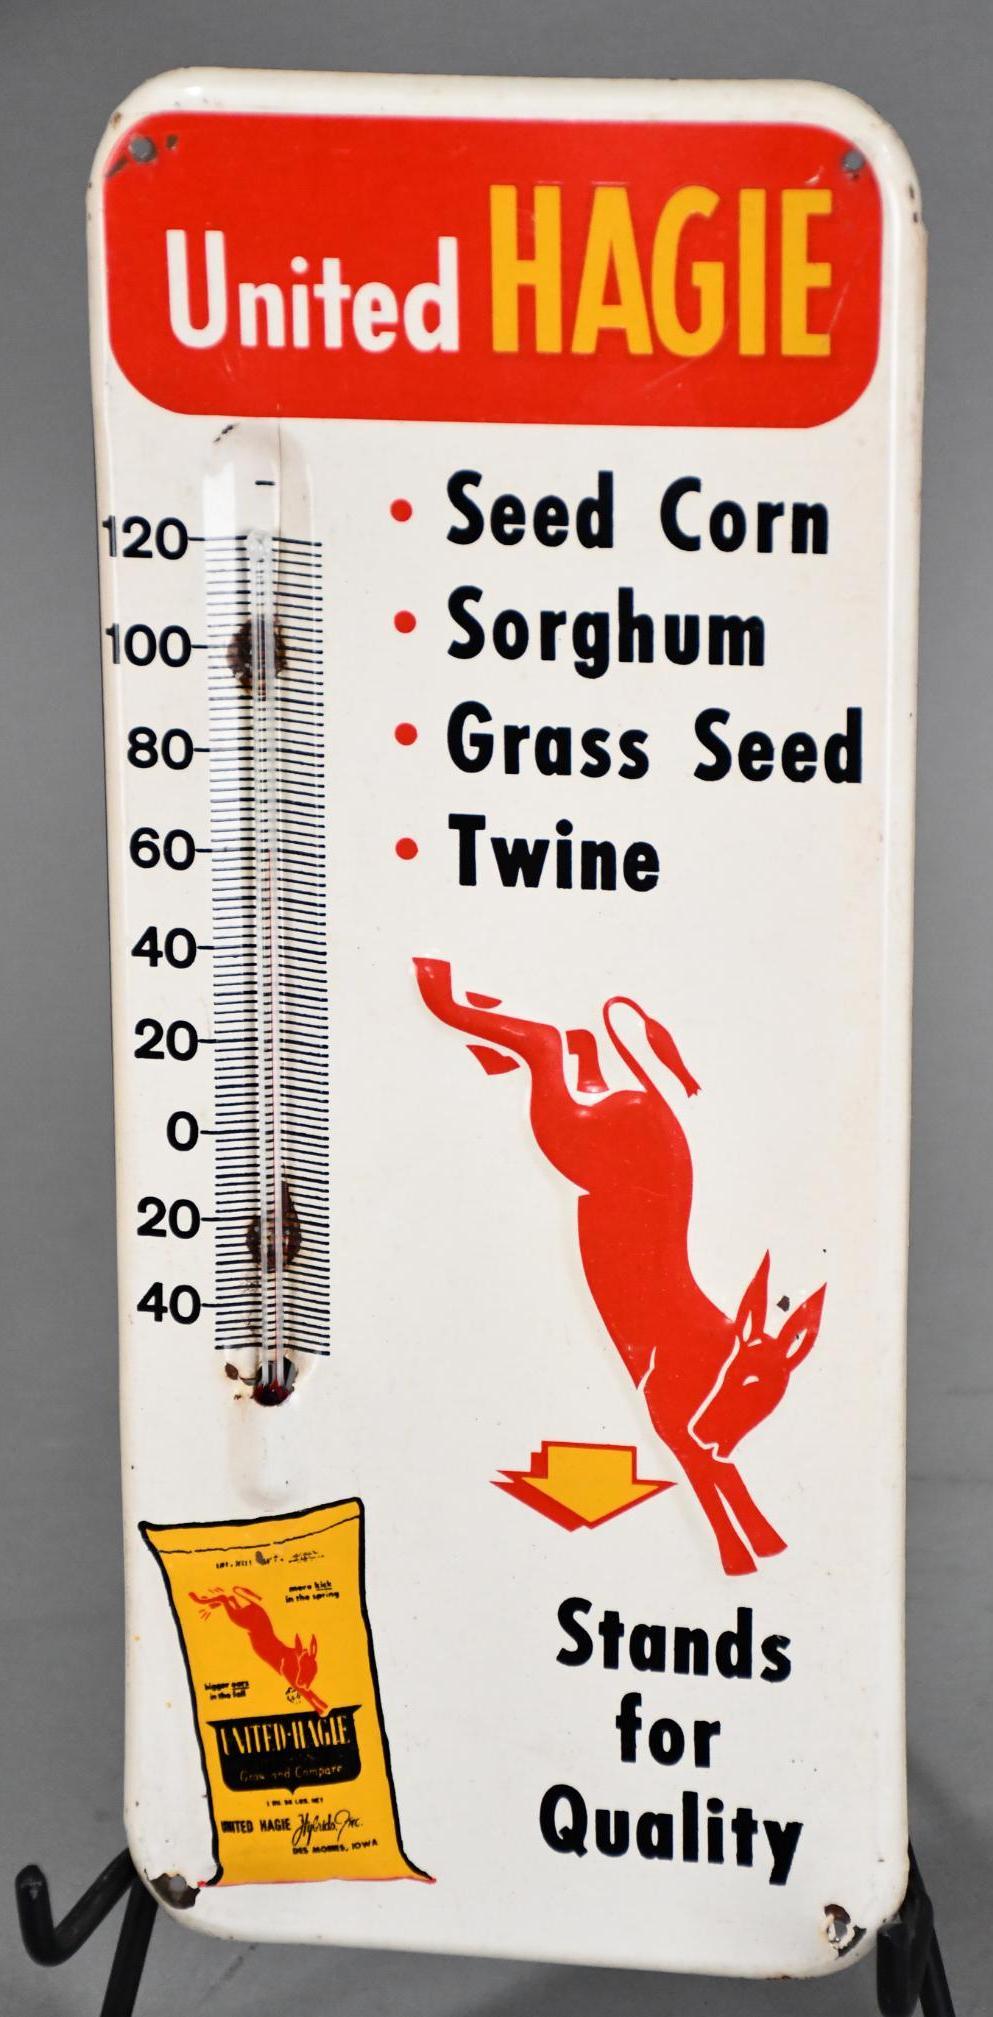 United HAGIE
• Seed Corn
• Sorghum
• Grass Seed
• Twine
120
100
80
60
40
20
0
20
40
Stands
for
Quality
more kick
in the spring
bigger ears
in the fall
UNITED-HAGIE
Grow and Compare
UNITED HAGIE Hybrids, Inc.
DES MOINES, IOWA